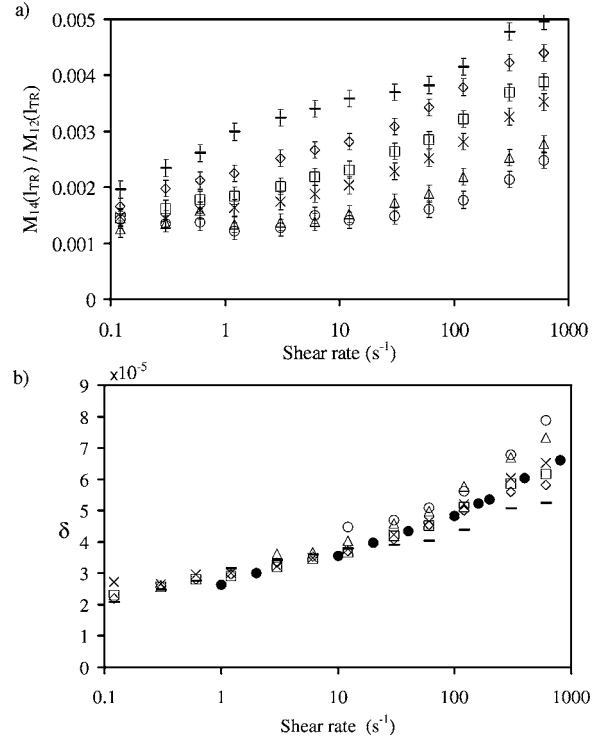 a)
0.005
0.004
0.003
0.002
0.001
0
M₁₄(I_TR) / M₁₂(I_TR)
0.1 1 10 100 1000
Shear rate (s⁻¹)
b)
x10⁻⁵
9
8
7
6
5
4
3
2
1
0
δ
0.1 1 10 100 1000
Shear rate (s⁻¹)